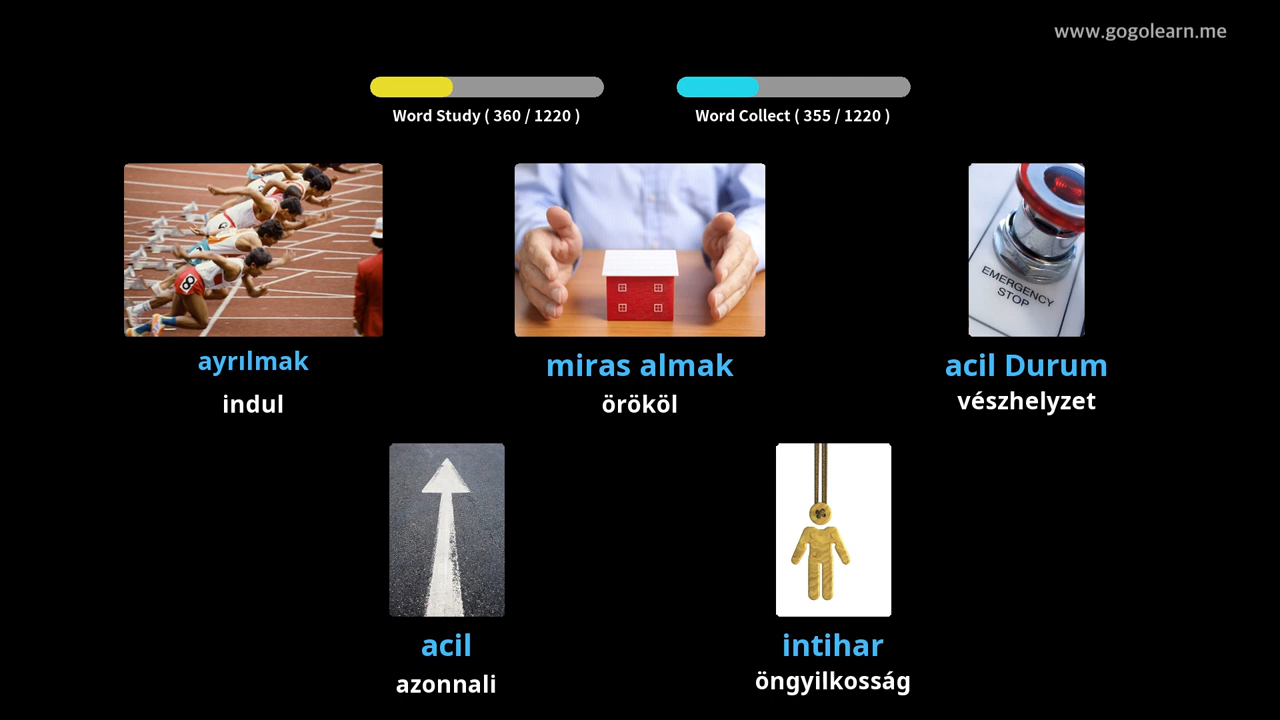 www.gogolearn.me
Word Study ( 360 / 1220 )
Word Collect ( 355 / 1220 )
8
EMERGENCY
STOP
ayrılmak
miras almak
acil Durum
indul
örököl
vészhelyzet
acil
intihar
azonnali
öngyilkosság